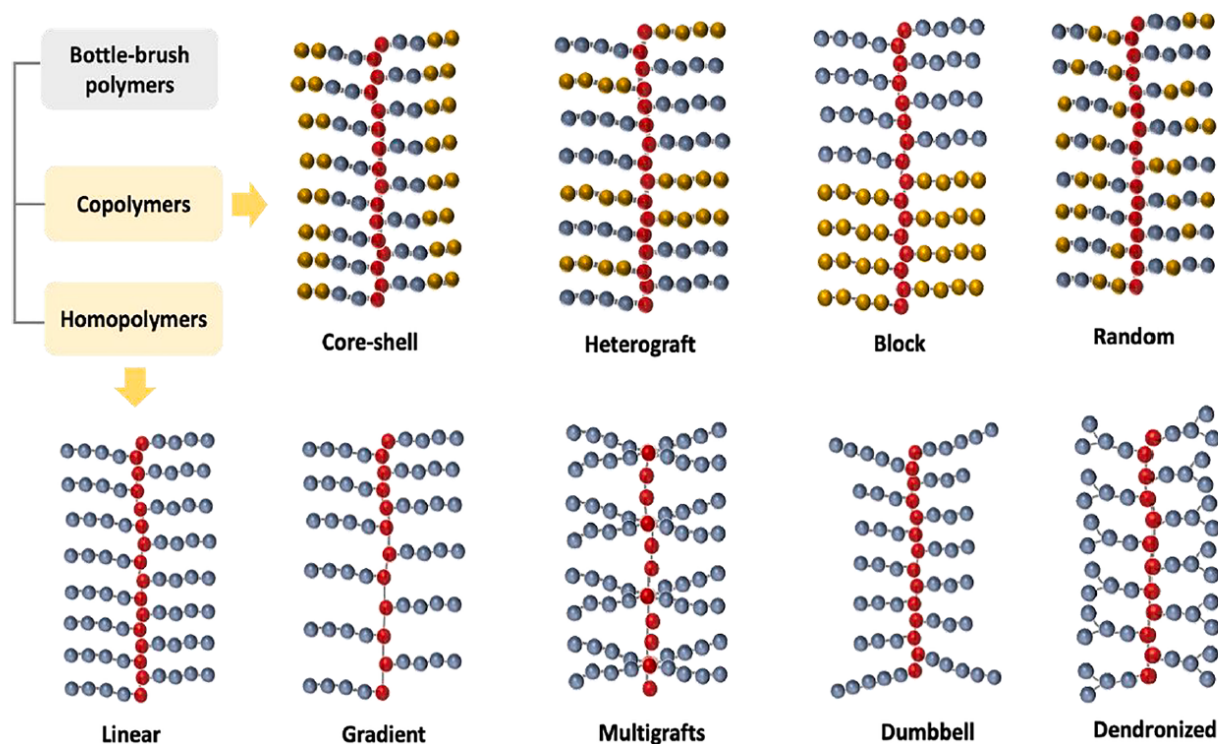 Bottle-brush
polymers
Copolymers
Homopolymers
Core-shell
Heterograft
Block
Random
Linear
Gradient
Multigrafts
Dumbbell
Dendronized